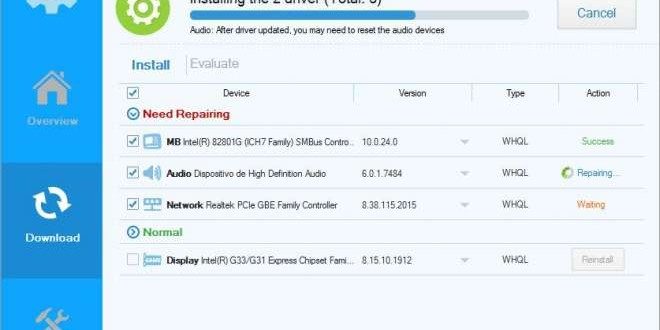 Installing the 2 driver (Total: 3)
Cancel
Audio: After driver updated, you may need to reset the audio devices
Install Evaluate
Device Version Type Action
Need Repairing
MB Intel(R) 82801G (ICH7 Family) SMBus Contro... 10.0.24.0 WHQL Success
Audio Dispositivo de High Definition Audio 6.0.1.7484 WHQL Repairing...
Network Realtek PCIe GBE Family Controller 8.38.115.2015 WHQL Waiting
Normal
Display Intel(R) G33/G31 Express Chipset Fami... 8.15.10.1912 WHQL Reinstall
Overview
Download